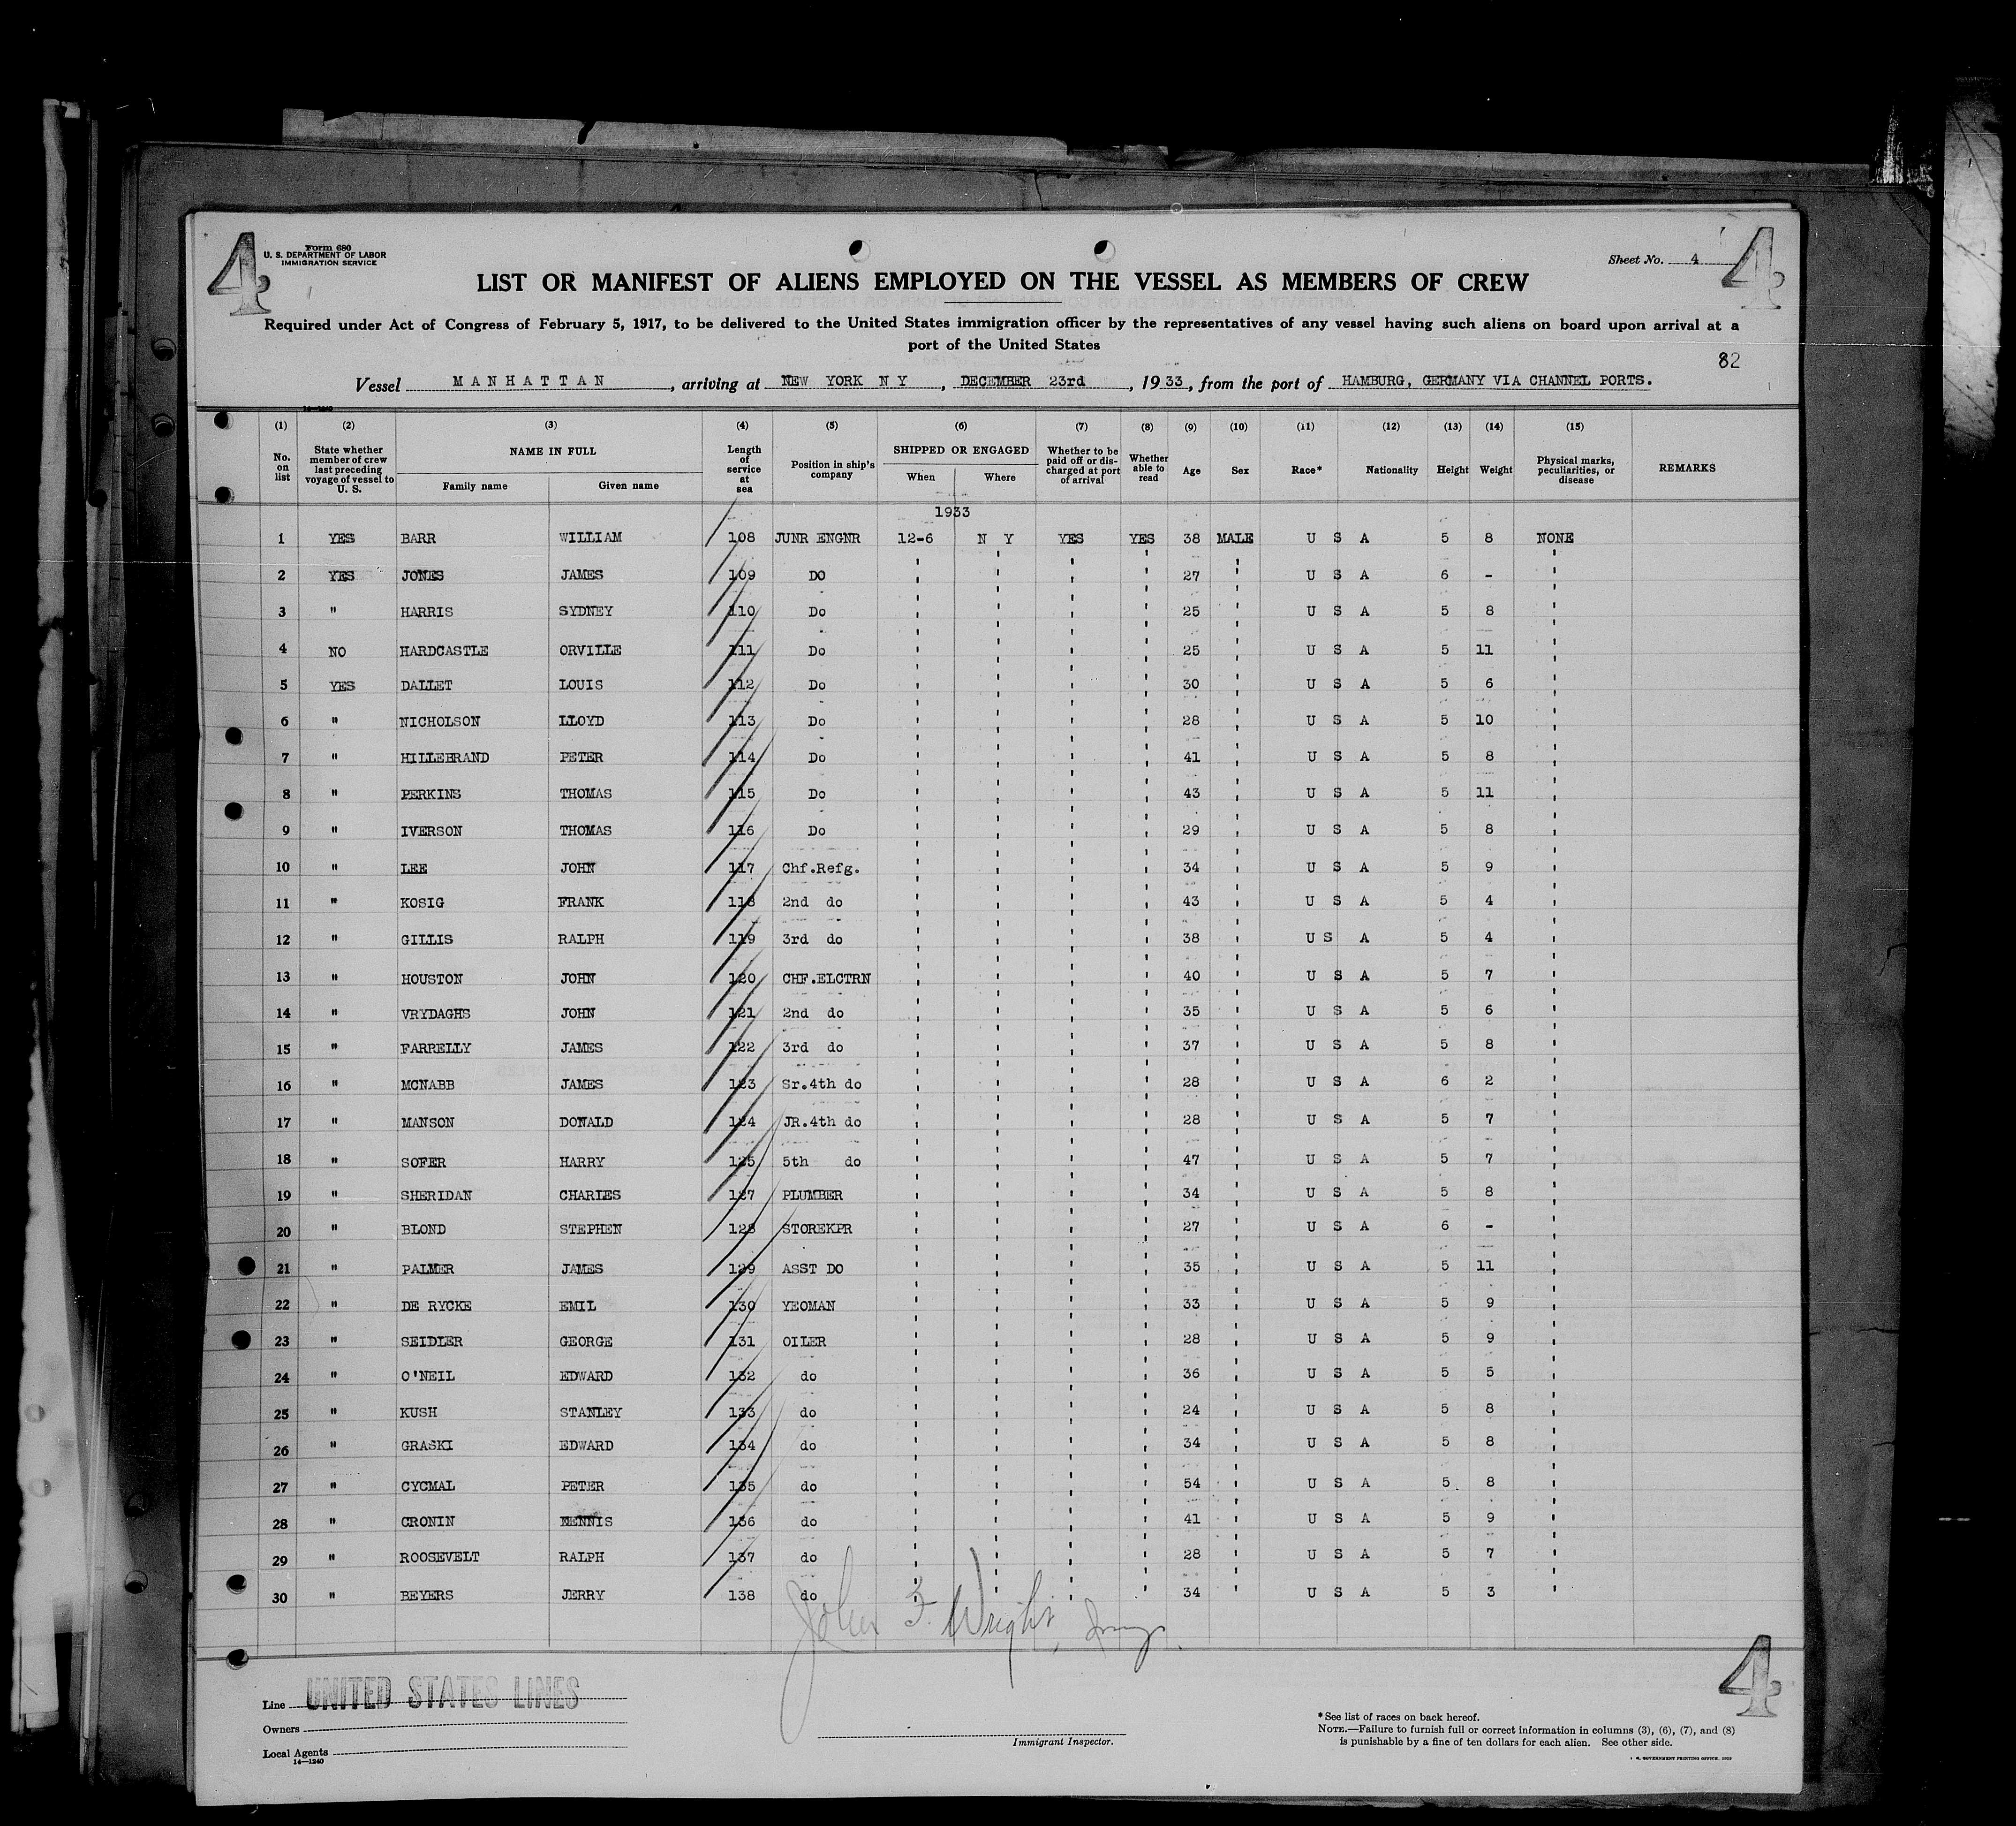 4
Form 680
U. S. DEPARTMENT OF LABOR
IMMIGRATION SERVICE
Sheet No. 4
4
LIST OR MANIFEST OF ALIENS EMPLOYED ON THE VESSEL AS MEMBERS OF CREW
Required under Act of Congress of February 5, 1917, to be delivered to the United States immigration officer by the representatives of any vessel having such aliens on board upon arrival at a
port of the United States
82
Vessel MANHATTAN, arriving at NEW YORK N Y, DECEMBER 23rd, 1933, from the port of HAMBURG, GERMANY VIA CHANNEL PORTS.
14—1240
(1) (2) (3) (4) (5) (6) (7) (8) (9) (10) (11) (12) (13) (14) (15)
No. on list State whether member of crew last preceding voyage of vessel to U. S. NAME IN FULL Family name Given name Length of service at sea Position in ship's company SHIPPED OR ENGAGED When Where Whether to be paid off or discharged at port of arrival Whether able to read Age Sex Race* Nationality Height Weight Physical marks, peculiarities, or disease REMARKS
1933
1 YES BARR WILLIAM 108 JUNR ENGNR 12-6 N Y YES YES 38 MALE U S A 5 8 NONE
2 YES JONES JAMES 109 DO " " " " 27 " U S A 6 - "
3 " HARRIS SYDNEY 110 Do 25 U S A 5 8
4 NO HARDCASTLE ORVILLE 111 Do 25 U S A 5 11
5 YES DALLET LOUIS 112 Do 30 U S A 5 6
6 " NICHOLSON LLOYD 113 Do 28 U S A 5 10
7 " HILLEBRAND PETER 114 Do 41 U S A 5 8
8 " PERKINS THOMAS 115 Do 43 U S A 5 11
9 " IVERSON THOMAS 116 Do 29 U S A 5 8
10 " LEE JOHN 117 Chf.Refg. 34 U S A 5 9
11 " KOSIG FRANK 118 2nd do 43 U S A 5 4
12 " GILLIS RALPH 119 3rd do 38 U S A 5 4
13 " HOUSTON JOHN 120 CHF.ELCTRN 40 U S A 5 7
14 " VRYDAGHS JOHN 121 2nd do 35 U S A 5 6
15 " FARRELLY JAMES 122 3rd do 37 U S A 5 8
16 " MCNABB JAMES 123 Sr.4th do 28 U S A 6 2
17 " MANSON DONALD 124 JR.4th do 28 U S A 5 7
18 " SOFER HARRY 125 5th do 47 U S A 5 7
19 " SHERIDAN CHARLES 127 PLUMBER 34 U S A 5 8
20 " BLOND STEPHEN 128 STOREKPR 27 U S A 6 -
21 " PALMER JAMES 129 ASST DO 35 U S A 5 11
22 " DE RYCKE EMIL 130 YEOMAN 33 U S A 5 9
23 " SEIDLER GEORGE 131 OILER 28 U S A 5 9
24 " O'NEIL EDWARD 132 do 36 U S A 5 5
25 " KUSH STANLEY 133 do 24 U S A 5 8
26 " GRASKI EDWARD 134 do 34 U S A 5 8
27 " CYCMAL PETER 135 do 54 U S A 5 8
28 " CRONIN DENNIS 136 do 41 U S A 5 9
29 " ROOSEVELT RALPH 137 do 28 U S A 5 7
30 " BEYERS JERRY 138 do 34 U S A 5 3
John F. Wright,
4
Line UNITED STATES LINES
Owners
Local Agents
14—1240
Immigrant Inspector.
*See list of races on back hereof.
NOTE.—Failure to furnish full or correct information in columns (3), (6), (7), and (8)
is punishable by a fine of ten dollars for each alien. See other side.